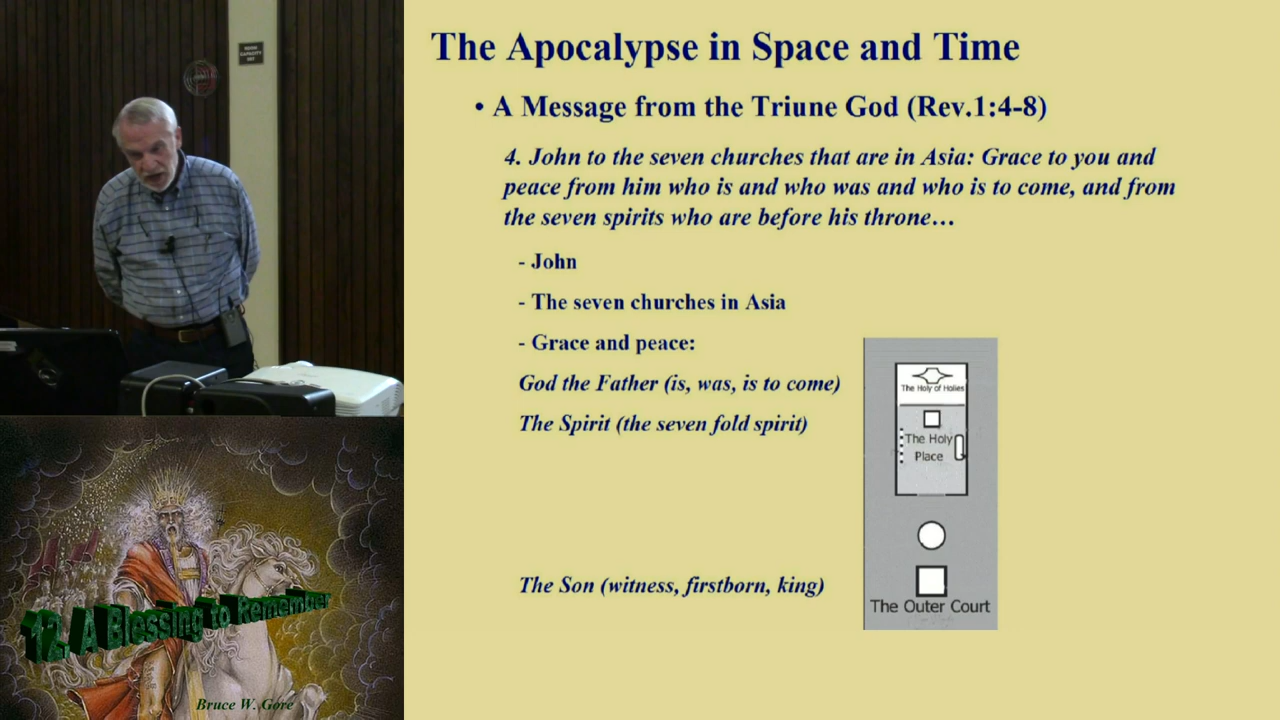 The Apocalypse in Space and Time
• A Message from the Triune God (Rev.1:4-8)
4. John to the seven churches that are in Asia: Grace to you and
peace from him who is and who was and who is to come, and from
the seven spirits who are before his throne…
- John
- The seven churches in Asia
- Grace and peace:
God the Father (is, was, is to come)
The Spirit (the seven fold spirit)
The Son (witness, firstborn, king)
The Holy of Holies
The Holy
Place
The Outer Court
12. A Blessing to Remember
Bruce W. Gore